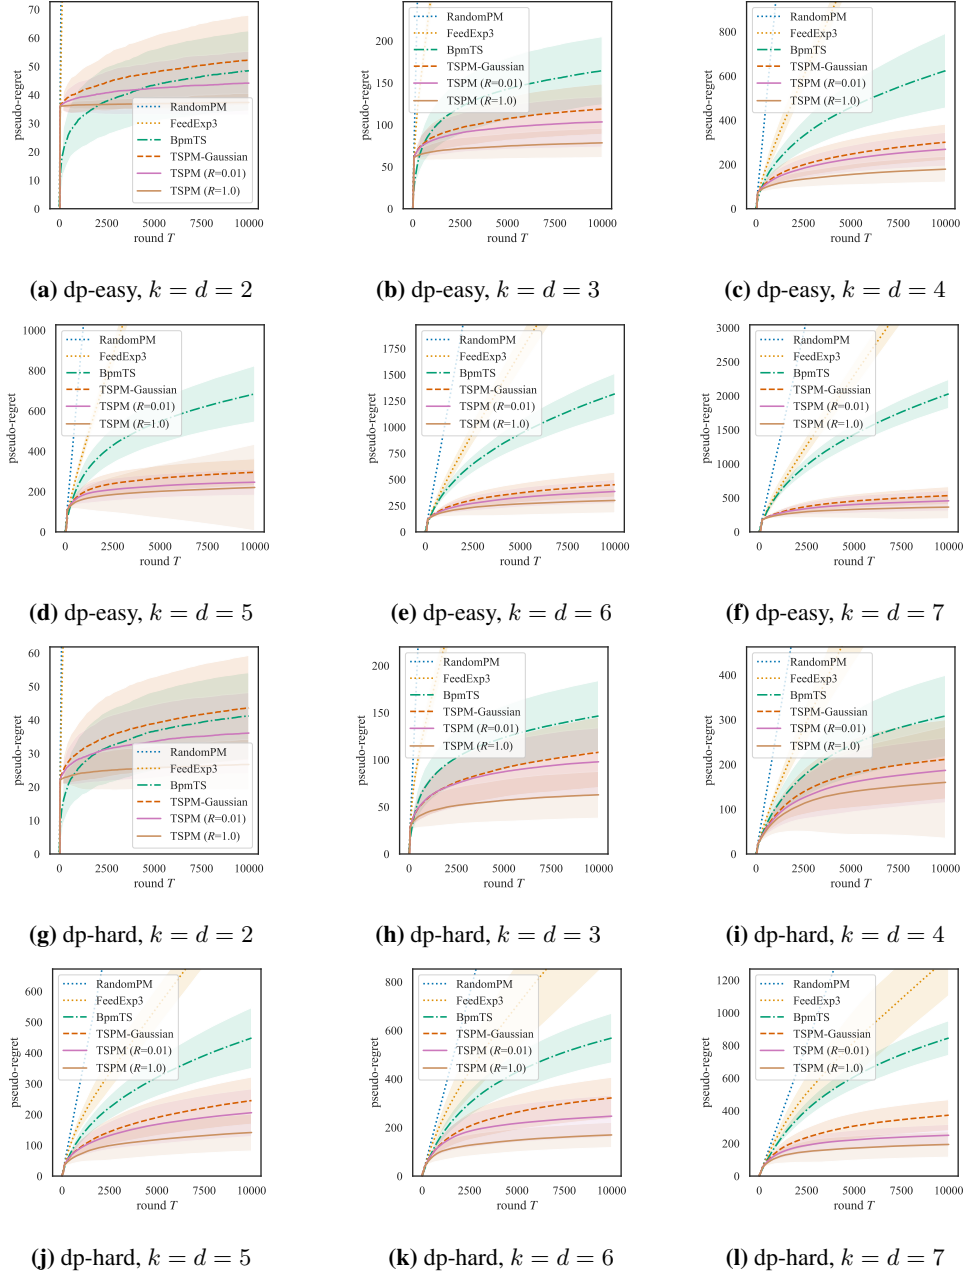 pseudo-regret
70
60
50
40
30
20
10
0
0 2500 5000 7500 10000
round T
RandomPM
FeedExp3
BpmTS
TSPM-Gaussian
TSPM (R=0.01)
TSPM (R=1.0)
(a) dp-easy, k = d = 2
pseudo-regret
200
150
100
50
0
0 2500 5000 7500 10000
round T
RandomPM
FeedExp3
BpmTS
TSPM-Gaussian
TSPM (R=0.01)
TSPM (R=1.0)
(b) dp-easy, k = d = 3
pseudo-regret
800
600
400
200
0
0 2500 5000 7500 10000
round T
RandomPM
FeedExp3
BpmTS
TSPM-Gaussian
TSPM (R=0.01)
TSPM (R=1.0)
(c) dp-easy, k = d = 4
pseudo-regret
1000
800
600
400
200
0
0 2500 5000 7500 10000
round T
RandomPM
FeedExp3
BpmTS
TSPM-Gaussian
TSPM (R=0.01)
TSPM (R=1.0)
(d) dp-easy, k = d = 5
pseudo-regret
1750
1500
1250
1000
750
500
250
0
0 2500 5000 7500 10000
round T
RandomPM
FeedExp3
BpmTS
TSPM-Gaussian
TSPM (R=0.01)
TSPM (R=1.0)
(e) dp-easy, k = d = 6
pseudo-regret
3000
2500
2000
1500
1000
500
0
0 2500 5000 7500 10000
round T
RandomPM
FeedExp3
BpmTS
TSPM-Gaussian
TSPM (R=0.01)
TSPM (R=1.0)
(f) dp-easy, k = d = 7
pseudo-regret
60
50
40
30
20
10
0
0 2500 5000 7500 10000
round T
RandomPM
FeedExp3
BpmTS
TSPM-Gaussian
TSPM (R=0.01)
TSPM (R=1.0)
(g) dp-hard, k = d = 2
pseudo-regret
200
150
100
50
0
0 2500 5000 7500 10000
round T
RandomPM
FeedExp3
BpmTS
TSPM-Gaussian
TSPM (R=0.01)
TSPM (R=1.0)
(h) dp-hard, k = d = 3
pseudo-regret
400
300
200
100
0
0 2500 5000 7500 10000
round T
RandomPM
FeedExp3
BpmTS
TSPM-Gaussian
TSPM (R=0.01)
TSPM (R=1.0)
(i) dp-hard, k = d = 4
pseudo-regret
600
500
400
300
200
100
0
0 2500 5000 7500 10000
round T
RandomPM
FeedExp3
BpmTS
TSPM-Gaussian
TSPM (R=0.01)
TSPM (R=1.0)
(j) dp-hard, k = d = 5
pseudo-regret
800
600
400
200
0
0 2500 5000 7500 10000
round T
RandomPM
FeedExp3
BpmTS
TSPM-Gaussian
TSPM (R=0.01)
TSPM (R=1.0)
(k) dp-hard, k = d = 6
pseudo-regret
1200
1000
800
600
400
200
0
0 2500 5000 7500 10000
round T
RandomPM
FeedExp3
BpmTS
TSPM-Gaussian
TSPM (R=0.01)
TSPM (R=1.0)
(l) dp-hard, k = d = 7